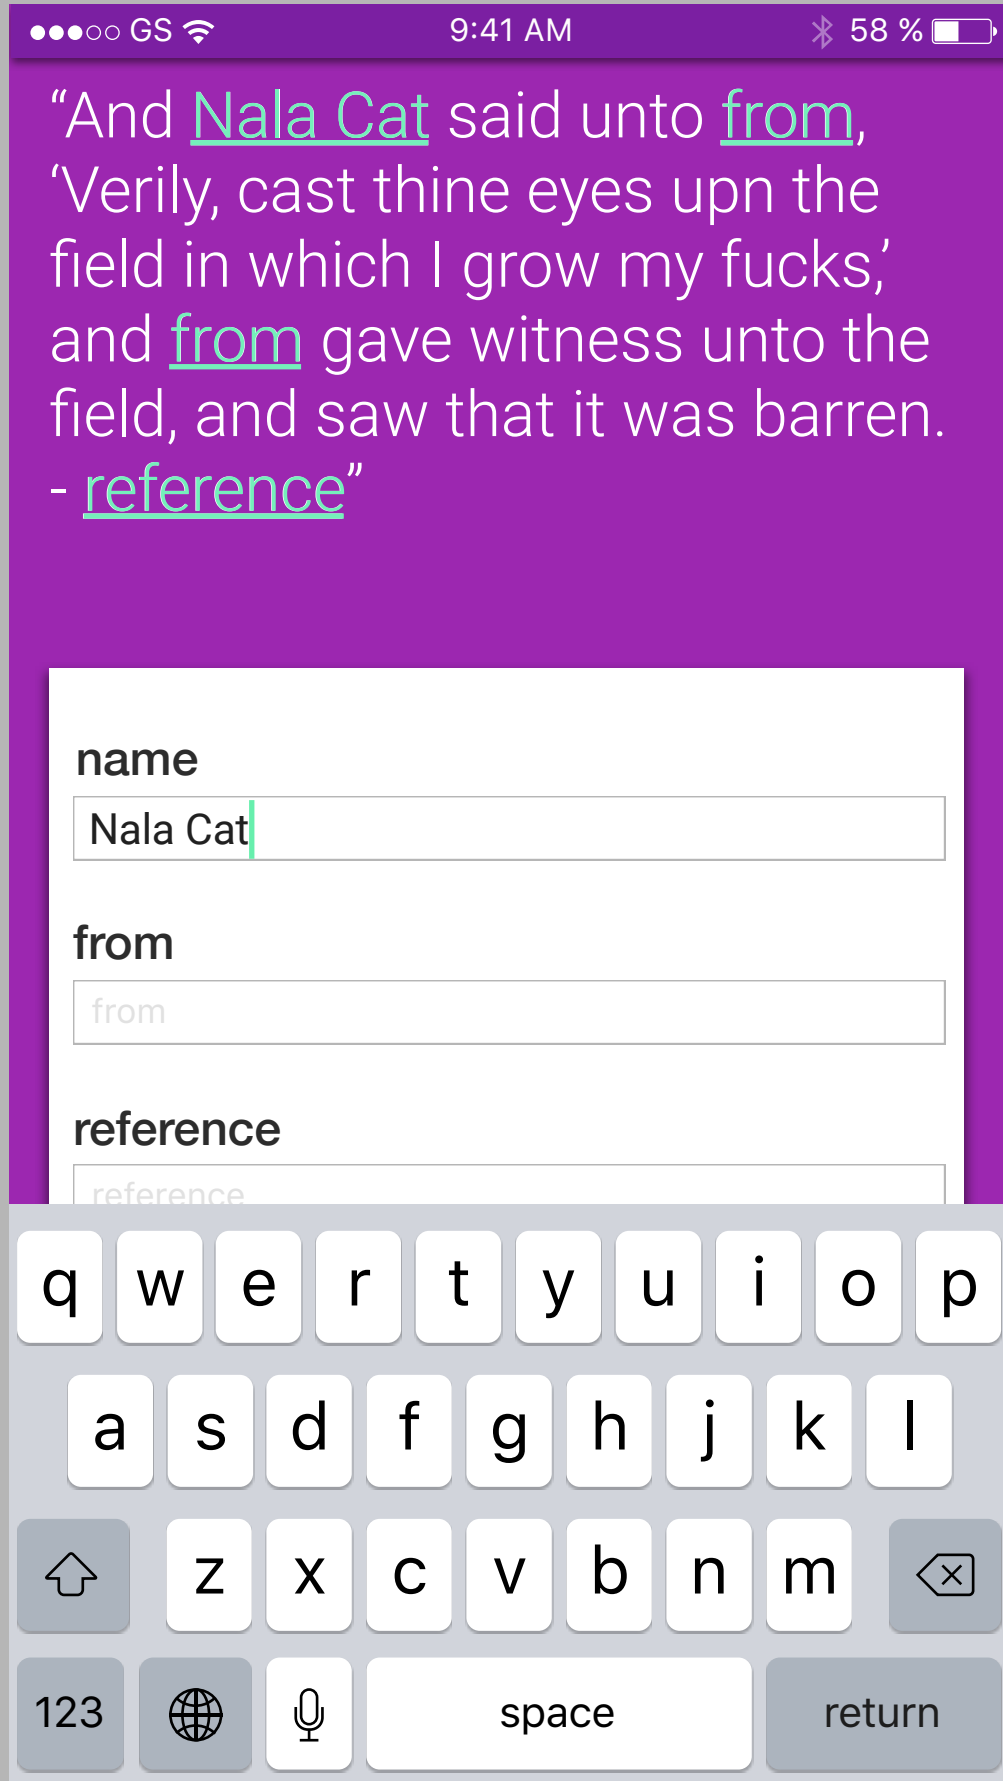 GS 9:41 AM 58 %
“And Nala Cat said unto from,
‘Verily, cast thine eyes upn the
field in which I grow my fucks,’
and from gave witness unto the
field, and saw that it was barren.
- reference”
name
Nala Cat
from
from
reference
reference
q w e r t y u i o p
a s d f g h j k l
z x c v b n m
123 space return